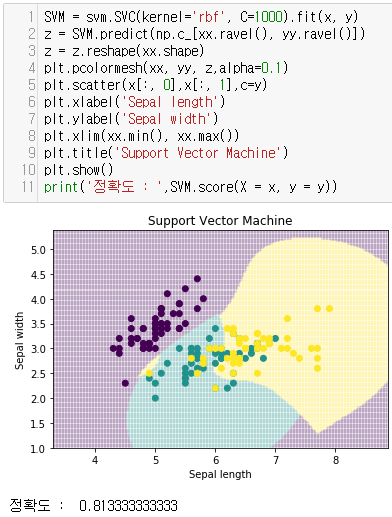 1 SVM = svm.SVC(kernel='rbf', C=1000).fit(x, y)
2 z = SVM.predict(np.c_[xx.ravel(), yy.ravel()])
3 z = z.reshape(xx.shape)
4 plt.pcolormesh(xx, yy, z,alpha=0.1)
5 plt.scatter(x[:, 0],x[:, 1],c=y)
6 plt.xlabel('Sepal length')
7 plt.ylabel('Sepal width')
8 plt.xlim(xx.min(), xx.max())
9 plt.title('Support Vector Machine')
10 plt.show()
11 print('정확도 : ',SVM.score(X = x, y = y))
Support Vector Machine
Sepal width
5.0
4.5
4.0
3.5
3.0
2.5
2.0
1.5
1.0
4 5 6 7 8
Sepal length
정확도 :  0.813333333333